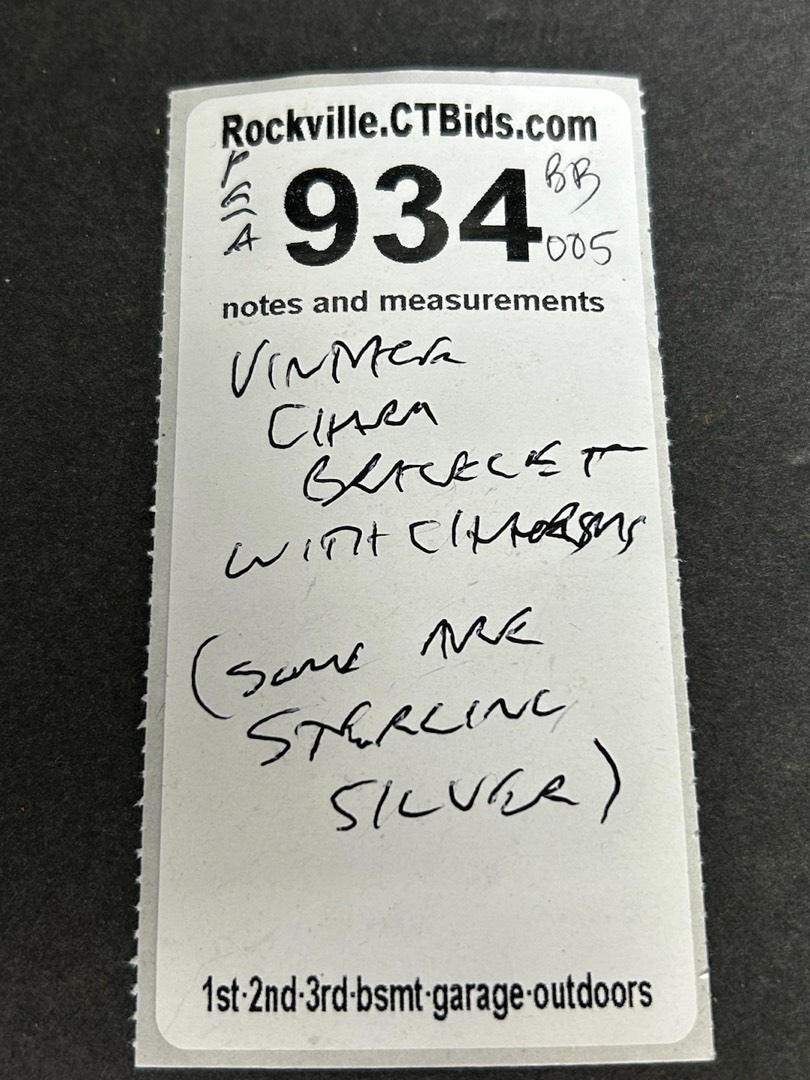 Rockville.CTBids.com
934
BB
005
notes and measurements
VINTAGE
CHARM
BRACELET
WITH CHARMS
(SOME ARE
STERLING
SILVER)
1st·2nd·3rd·bsmt·garage·outdoors